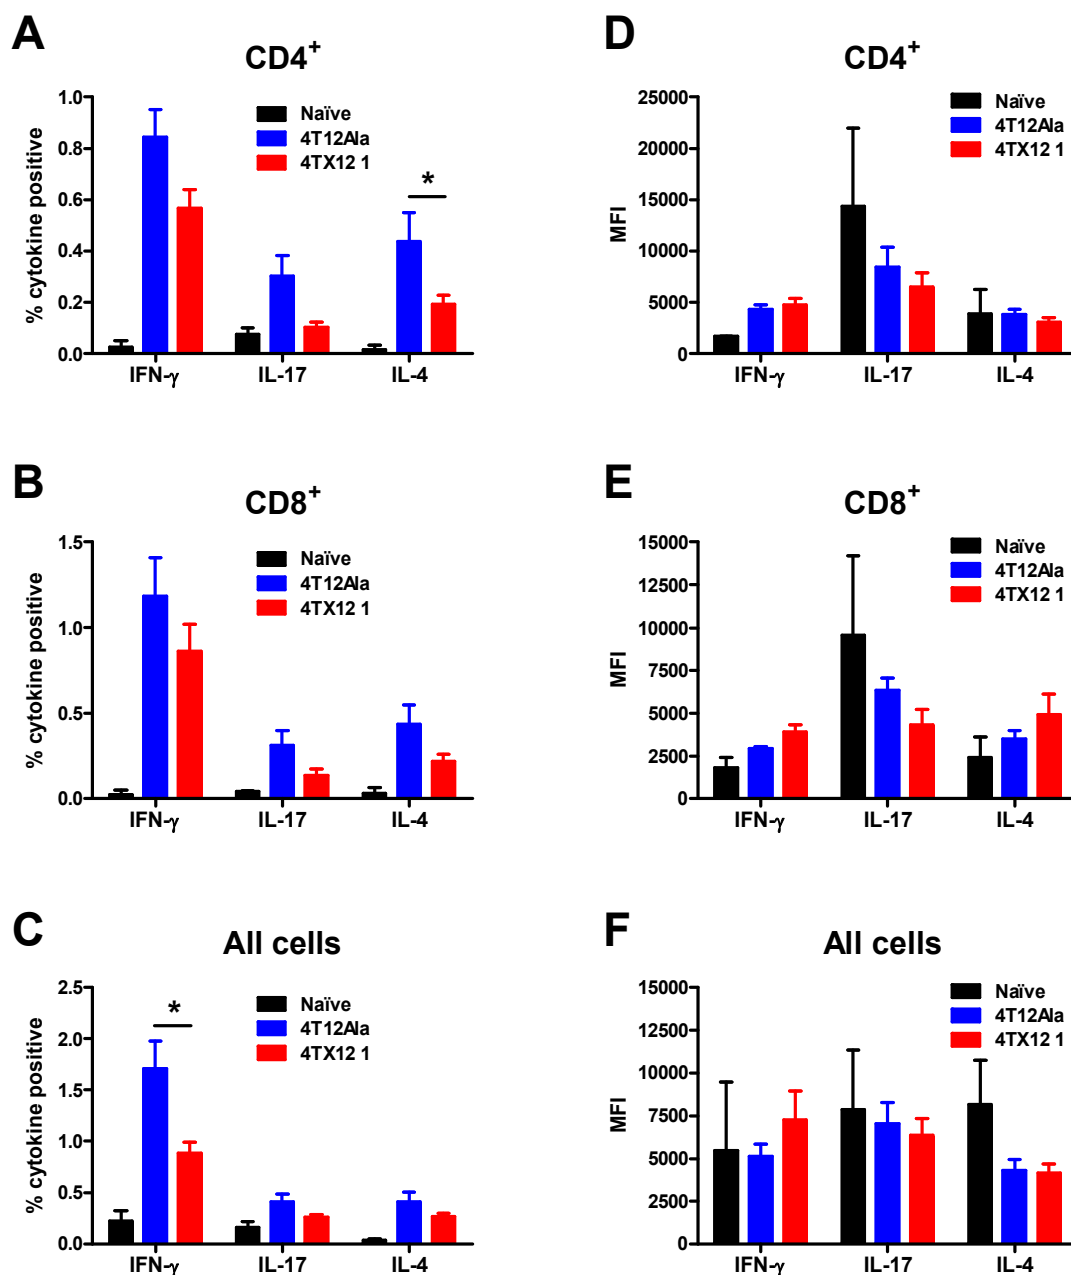 A
CD4+
% cytokine positive
1.0
0.8
0.6
0.4
0.2
0.0
Naïve
4T12Ala
4TX12 1
*
IFN-γ
IL-17
IL-4
D
CD4+
MFI
25000
20000
15000
10000
5000
0
Naïve
4T12Ala
4TX12 1
IFN-γ
IL-17
IL-4
B
CD8+
% cytokine positive
1.5
1.0
0.5
0.0
Naïve
4T12Ala
4TX12 1
IFN-γ
IL-17
IL-4
E
CD8+
MFI
15000
12500
10000
7500
5000
2500
0
Naïve
4T12Ala
4TX12 1
IFN-γ
IL-17
IL-4
C
All cells
% cytokine positive
2.5
2.0
1.5
1.0
0.5
0.0
Naïve
4T12Ala
4TX12 1
*
IFN-γ
IL-17
IL-4
F
All cells
MFI
15000
12500
10000
7500
5000
2500
0
Naïve
4T12Ala
4TX12 1
IFN-γ
IL-17
IL-4